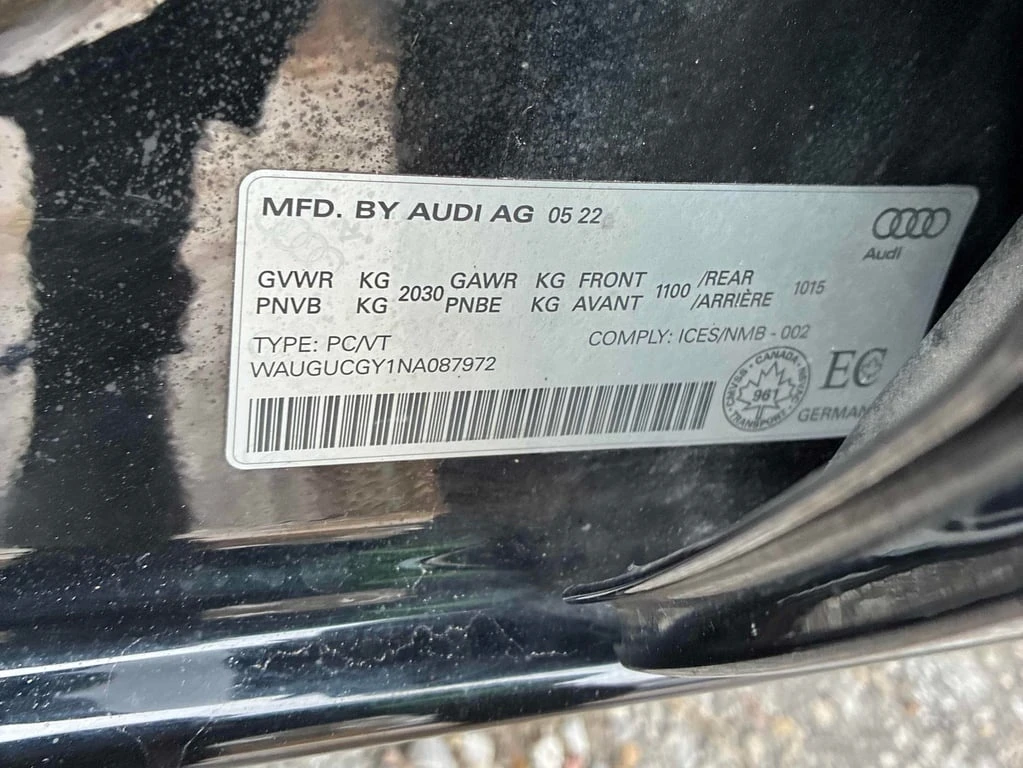 MFD. BY AUDI AG 05 22
Audi
GVWR KG 2030 GAWR KG FRONT 1100 /REAR 1015
PNVB KG PNBE KG AVANT /ARRIÈRE
TYPE: PC/VT
COMPLY: ICES/NMB - 002
WAUGUCGY1NA087972
CANADA
961
TRANSPORT
EC
GERMAN